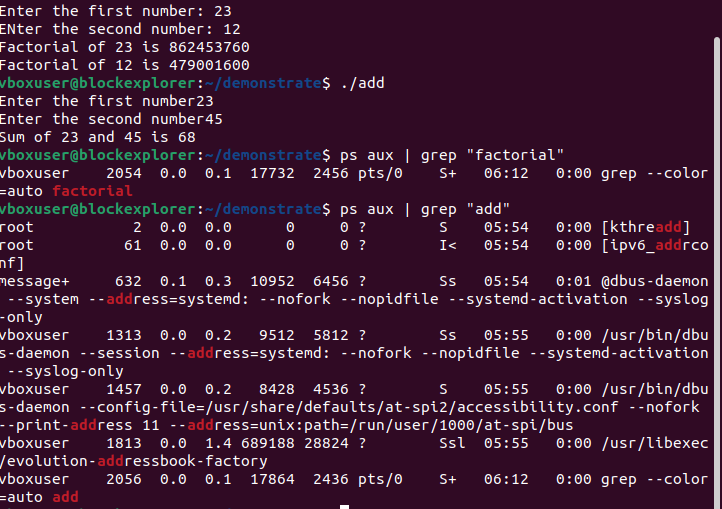 Enter the first number: 23
ENter the second number: 12
Factorial of 23 is 862453760
Factorial of 12 is 479001600
vboxuser@blockexplorer:~/demonstrate$ ./add
Enter the first number23
Enter the second number45
Sum of 23 and 45 is 68
vboxuser@blockexplorer:~/demonstrate$ ps aux | grep "factorial"
vboxuser    2054  0.0  0.1  17732  2456 pts/0    S+   06:12   0:00 grep --color
=auto factorial
vboxuser@blockexplorer:~/demonstrate$ ps aux | grep "add"
root           2  0.0  0.0      0     0 ?        S    05:54   0:00 [kthreadd]
root          61  0.0  0.0      0     0 ?        I<   05:54   0:00 [ipv6_addrco
nf]
message+     632  0.1  0.3  10952  6456 ?        Ss   05:54   0:01 @dbus-daemon
 --system --address=systemd: --nofork --nopidfile --systemd-activation --syslog
-only
vboxuser    1313  0.0  0.2   9512  5812 ?        Ss   05:55   0:00 /usr/bin/dbu
s-daemon --session --address=systemd: --nofork --nopidfile --systemd-activation
 --syslog-only
vboxuser    1457  0.0  0.2   8428  4536 ?        S    05:55   0:00 /usr/bin/dbu
s-daemon --config-file=/usr/share/defaults/at-spi2/accessibility.conf --nofork
--print-address 11 --address=unix:path=/run/user/1000/at-spi/bus
vboxuser    1813  0.0  1.4 689188 28824 ?        Ssl  05:55   0:00 /usr/libexec
/evolution-addressbook-factory
vboxuser    2056  0.0  0.1  17864  2436 pts/0    S+   06:12   0:00 grep --color
=auto add